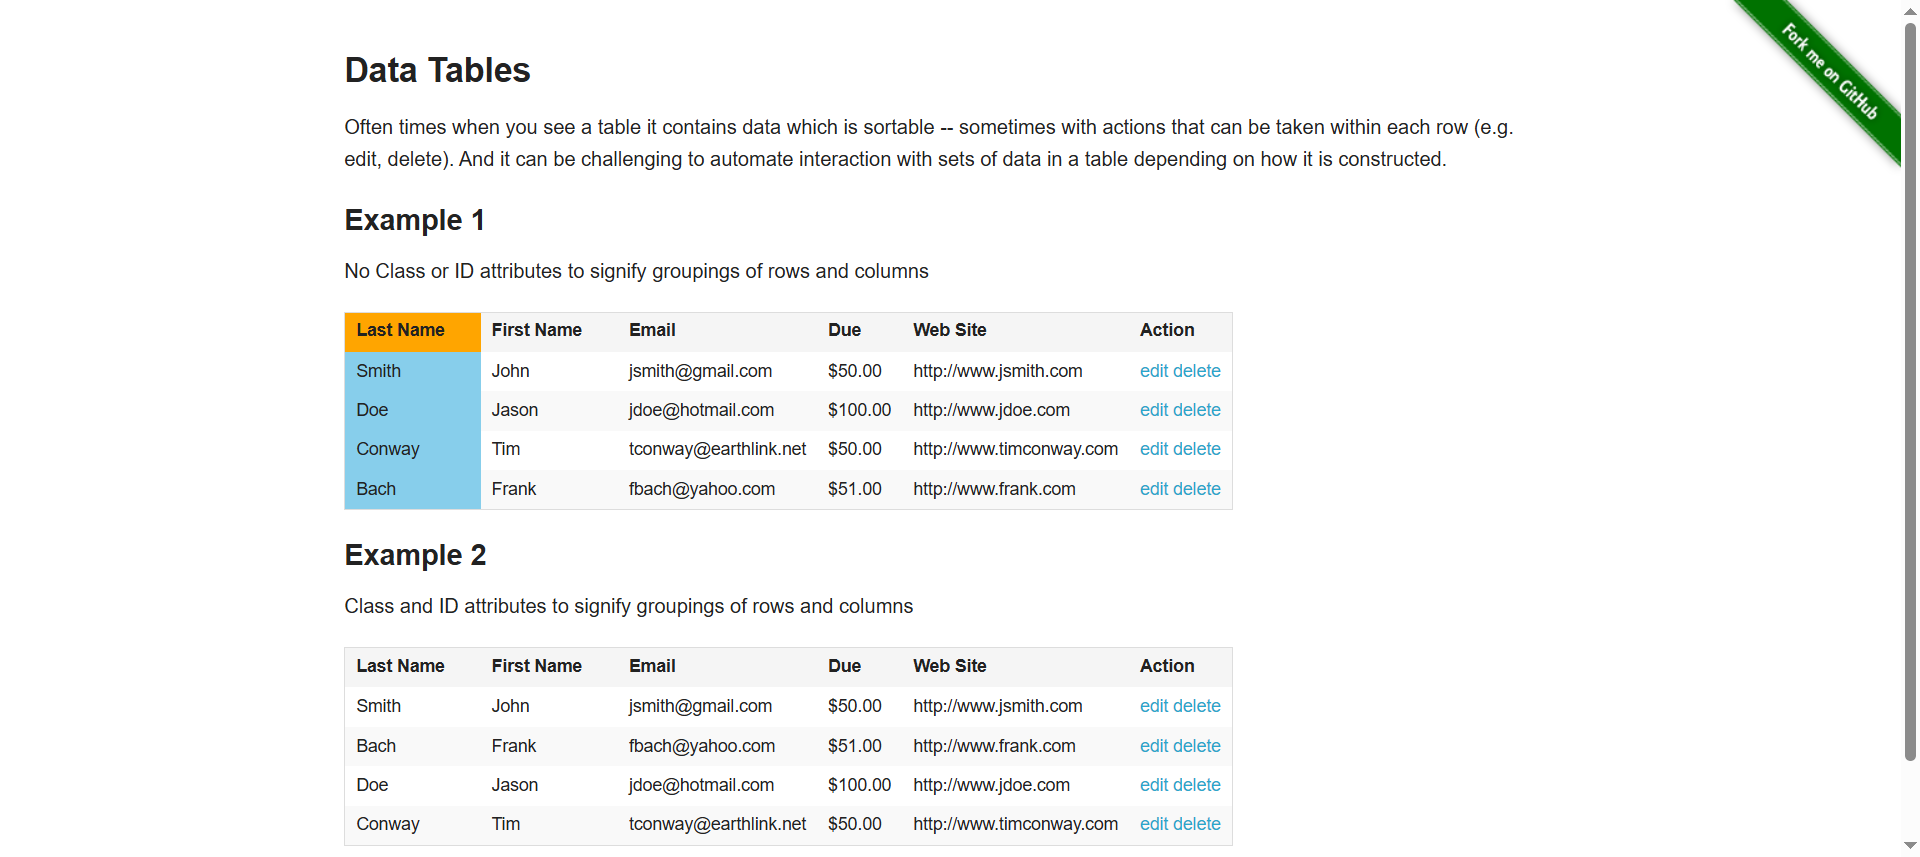 Fork me on GitHub
Data Tables
Often times when you see a table it contains data which is sortable -- sometimes with actions that can be taken within each row (e.g.
edit, delete). And it can be challenging to automate interaction with sets of data in a table depending on how it is constructed.
Example 1
No Class or ID attributes to signify groupings of rows and columns
Last Name First Name Email Due Web Site Action
Smith John jsmith@gmail.com $50.00 http://www.jsmith.com edit delete
Doe Jason jdoe@hotmail.com $100.00 http://www.jdoe.com edit delete
Conway Tim tconway@earthlink.net $50.00 http://www.timconway.com edit delete
Bach Frank fbach@yahoo.com $51.00 http://www.frank.com edit delete
Example 2
Class and ID attributes to signify groupings of rows and columns
Last Name First Name Email Due Web Site Action
Smith John jsmith@gmail.com $50.00 http://www.jsmith.com edit delete
Bach Frank fbach@yahoo.com $51.00 http://www.frank.com edit delete
Doe Jason jdoe@hotmail.com $100.00 http://www.jdoe.com edit delete
Conway Tim tconway@earthlink.net $50.00 http://www.timconway.com edit delete